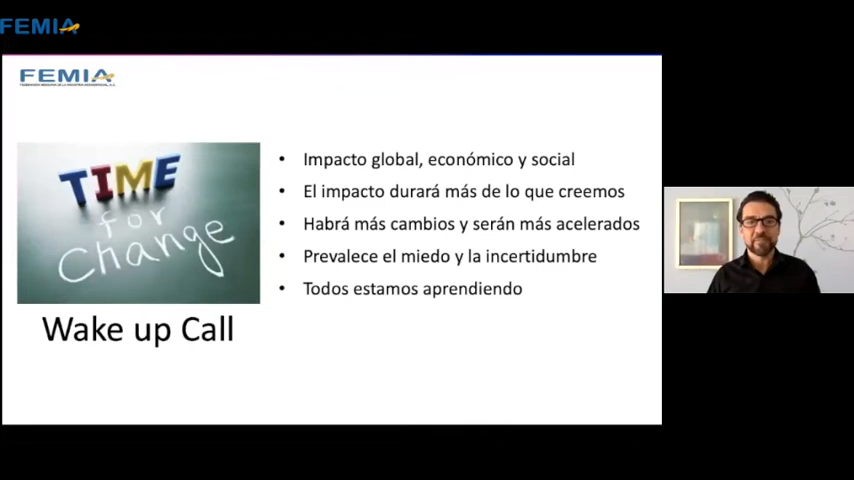 FEMIA
FEMIA
TIME
for
Change
Wake up Call
• Impacto global, económico y social
• El impacto durará más de lo que creemos
• Habrá más cambios y serán más acelerados
• Prevalece el miedo y la incertidumbre
• Todos estamos aprendiendo